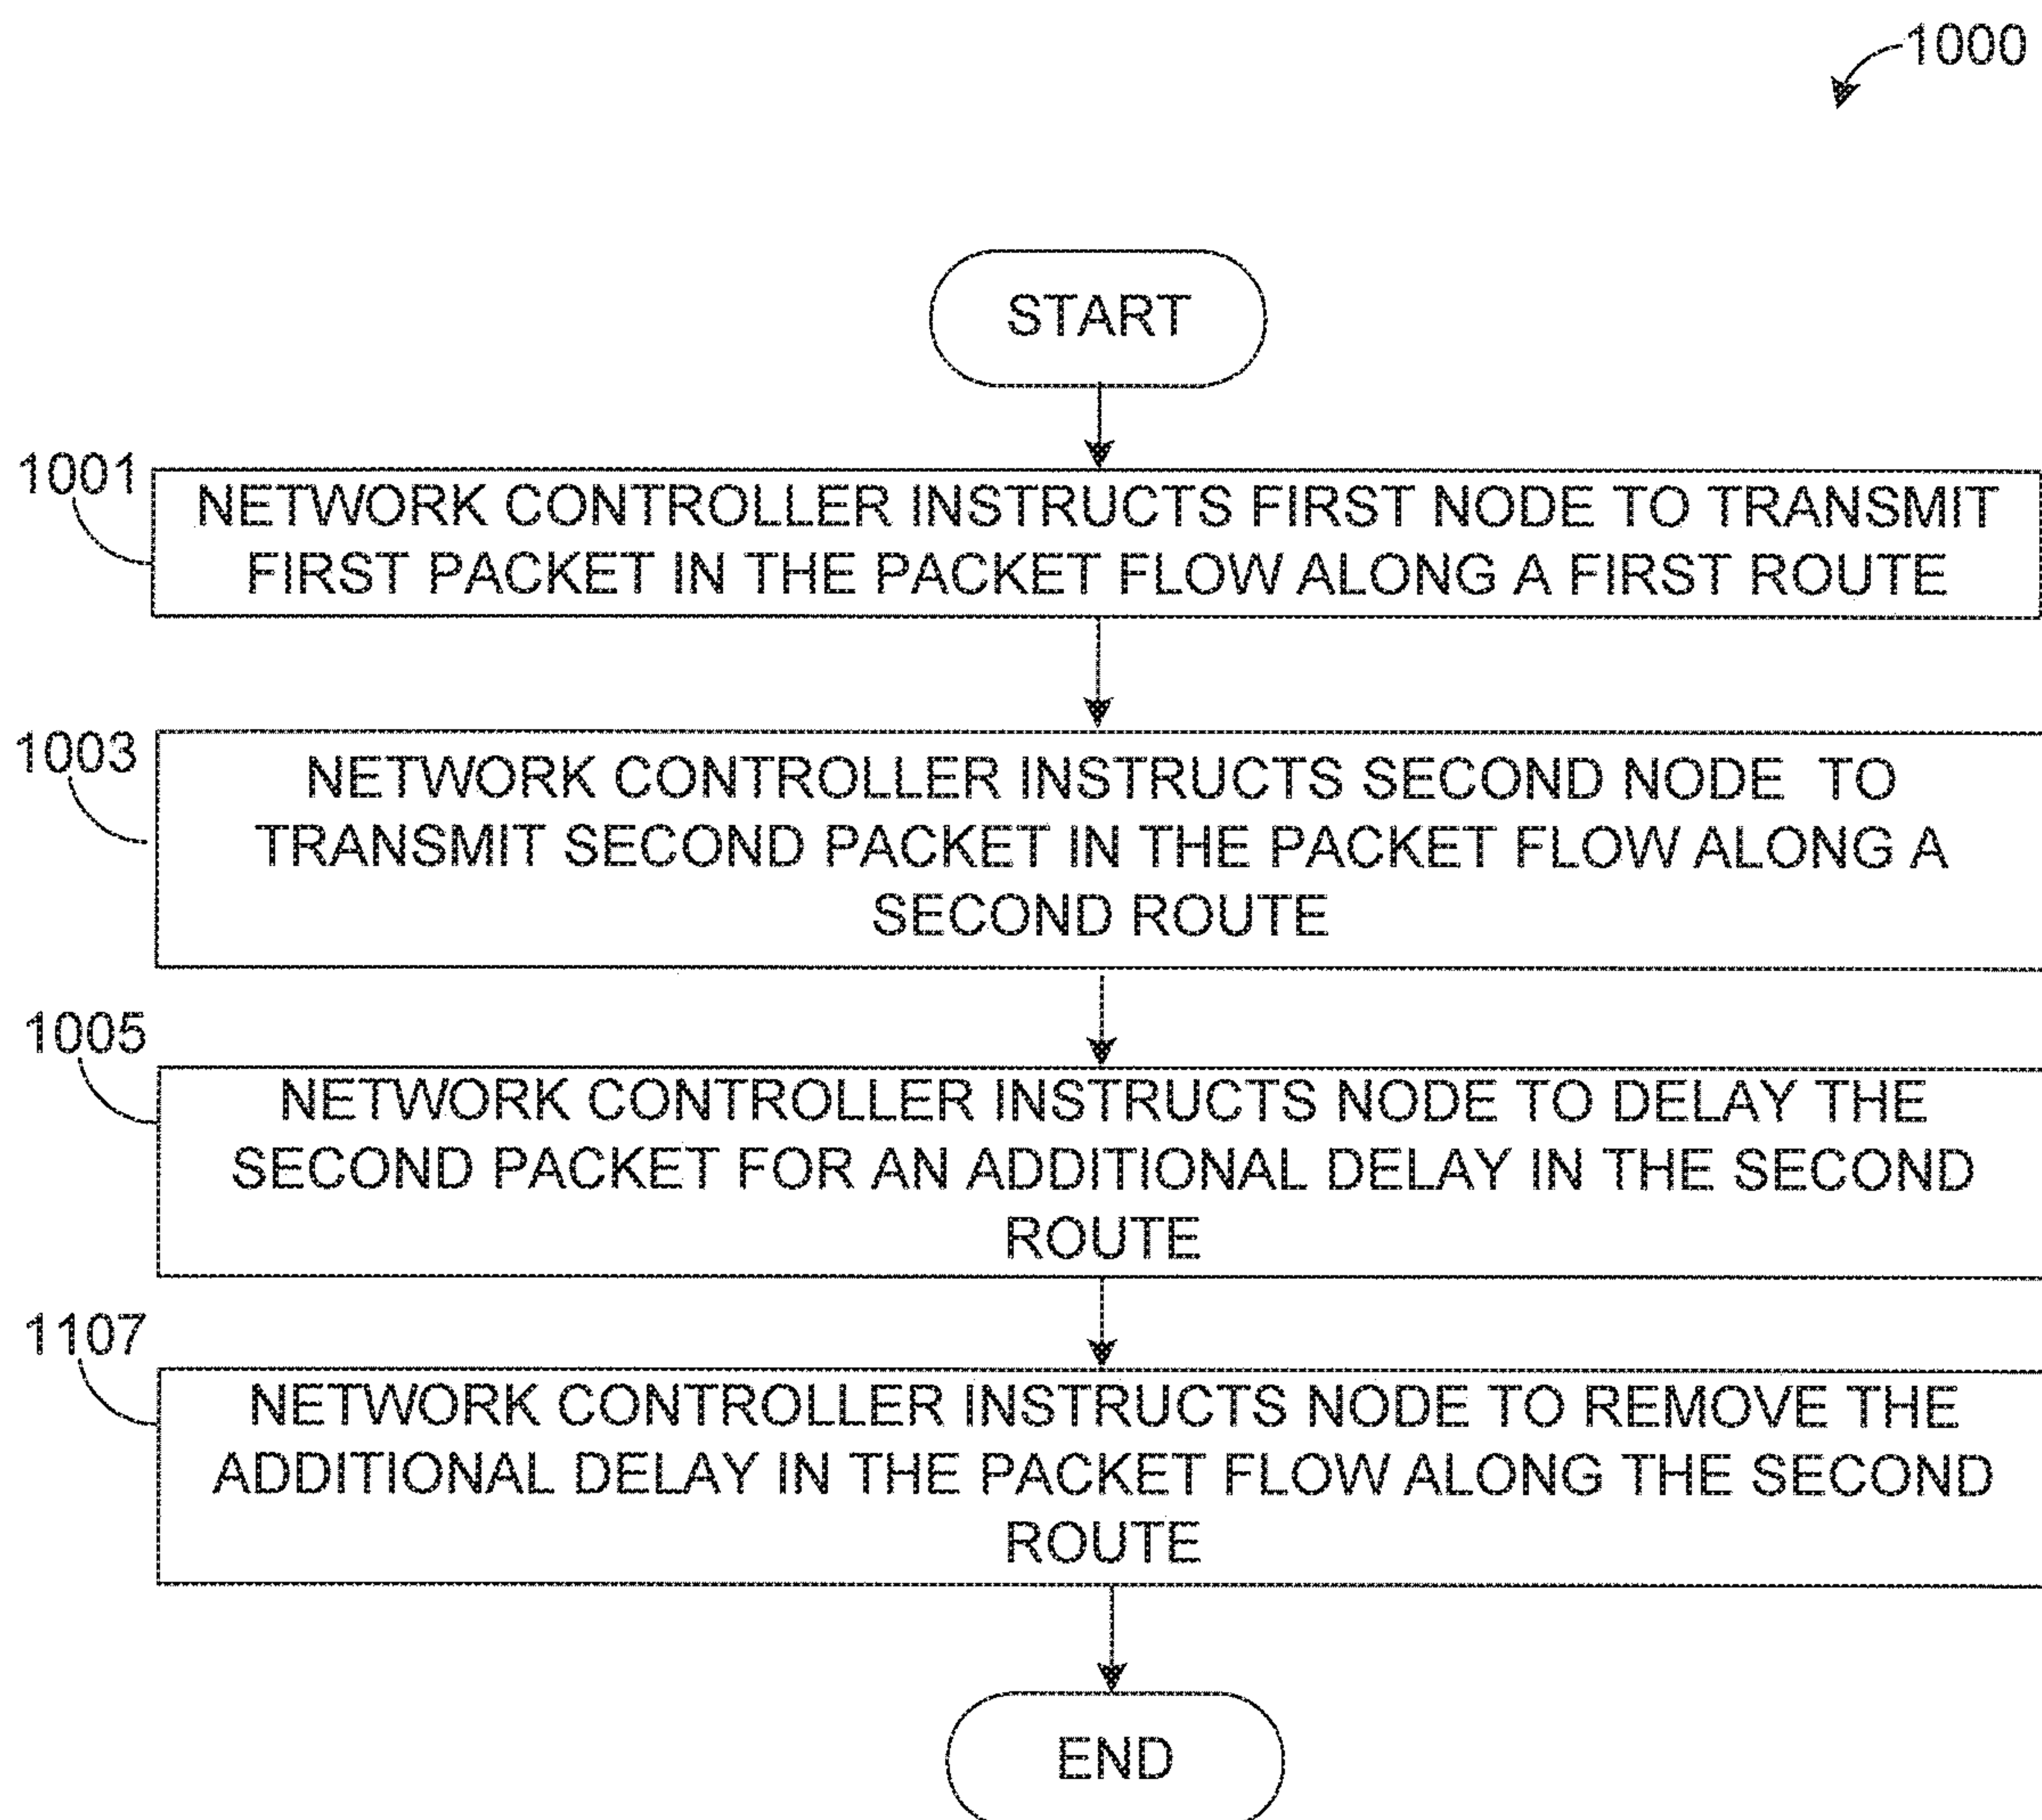 1000
START
1001
NETWORK CONTROLLER INSTRUCTS FIRST NODE TO TRANSMIT
FIRST PACKET IN THE PACKET FLOW ALONG A FIRST ROUTE
1003
NETWORK CONTROLLER INSTRUCTS SECOND NODE TO
TRANSMIT SECOND PACKET IN THE PACKET FLOW ALONG A
SECOND ROUTE
1005
NETWORK CONTROLLER INSTRUCTS NODE TO DELAY THE
SECOND PACKET FOR AN ADDITIONAL DELAY IN THE SECOND
ROUTE
1107
NETWORK CONTROLLER INSTRUCTS NODE TO REMOVE THE
ADDITIONAL DELAY IN THE PACKET FLOW ALONG THE SECOND
ROUTE
END